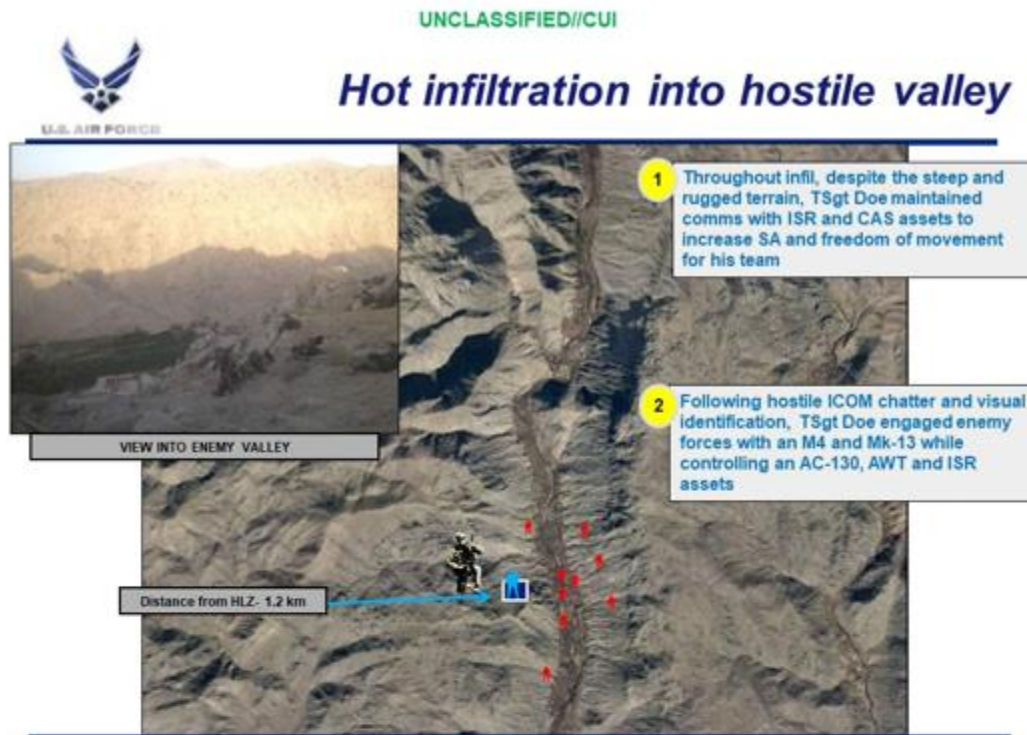 UNCLASSIFIED//CUI
U.S. AIR FORCE
Hot infiltration into hostile valley
1
Throughout infil, despite the steep and
rugged terrain, TSgt Doe maintained
comms with ISR and CAS assets to
increase SA and freedom of movement
for his team
2
Following hostile ICOM chatter and visual
identification, TSgt Doe engaged enemy
forces with an M4 and Mk-13 while
controlling an AC-130, AWT and ISR
assets
VIEW INTO ENEMY VALLEY
Distance from HLZ- 1.2 km